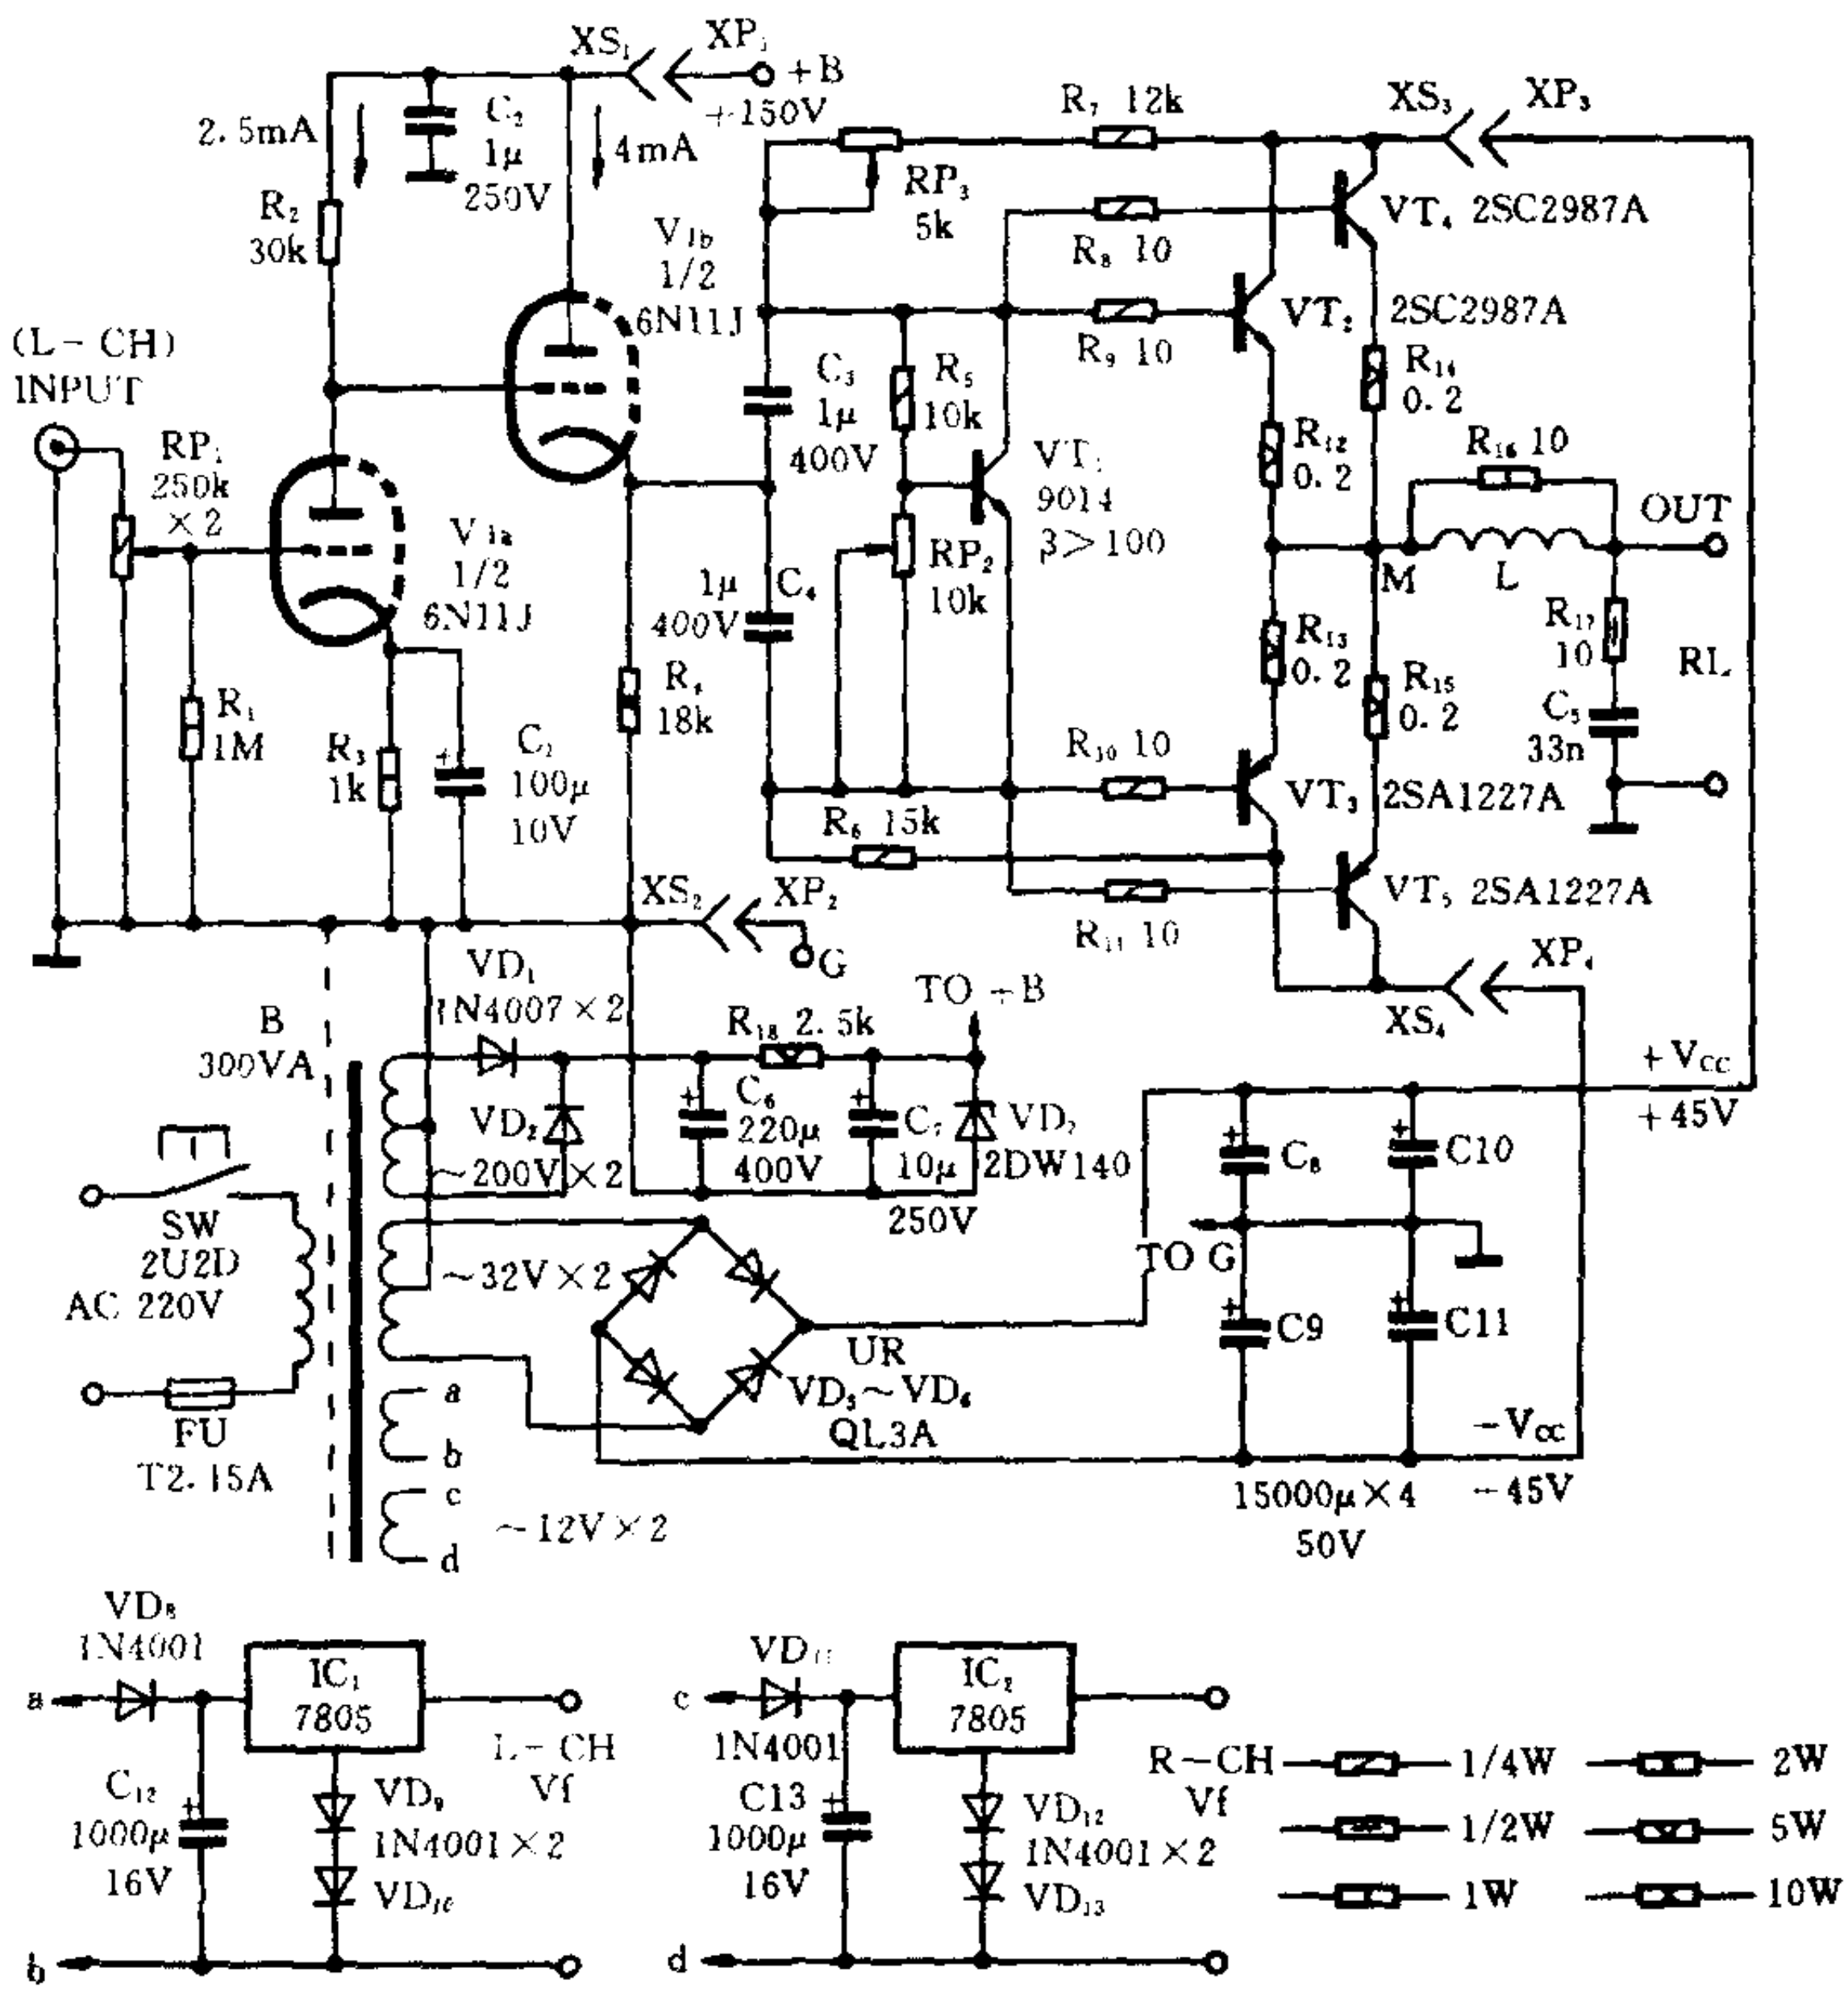 XS₁
XP₁
+B
+150V
2.5mA
C₂
1μ
250V
4mA
R₂
30k
V₁b
1/2
6N11J
RP₃
5k
R₇ 12k
XS₃
XP₃
R₈ 10
VT₄ 2SC2987A
R₉ 10
VT₂ 2SC2987A
(L-CH)
INPUT
RP₁
250k
×2
V₁a
1/2
6N11J
C₃
1μ
400V
R₅
10k
VT₁
9014
β>100
R₁₂
0.2
R₁₄
0.2
R₁₆ 10
OUT
M
L
1μ
400V
C₄
RP₂
10k
R₁₃
0.2
R₁₅
0.2
R₁₇
10
RL
C₅
33n
R₁
1M
R₃
1k
C₁
100μ
10V
R₄
18k
R₁₀ 10
VT₃ 2SA1227A
R₆ 15k
VT₅ 2SA1227A
R₁₁ 10
XS₂
XP₂
G
XP₄
XS₄
VD₁
1N4007×2
B
300VA
TO +B
R₁₈ 2.5k
VD₂
~200V×2
C₆
220μ
400V
C₇
10μ
250V
2DW140
+Vcc
+45V
C₈
C10
TO G
C9
C11
SW
2U2D
AC 220V
FU
T2.15A
~32V×2
UR
QL3A
a
b
c
d
~12V×2
-Vcc
-45V
15000μ×4
50V
VD₈
1N4001
a
IC₁
7805
L-CH
Vf
C₁₂
1000μ
16V
VD₉
1N4001×2
VD₁₀
b
VD₁₁
c
1N4001
IC₂
7805
R-CH
Vf
C13
1000μ
16V
VD₁₂
1N4001×2
VD₁₃
d
1/4W
2W
1/2W
5W
1W
10W